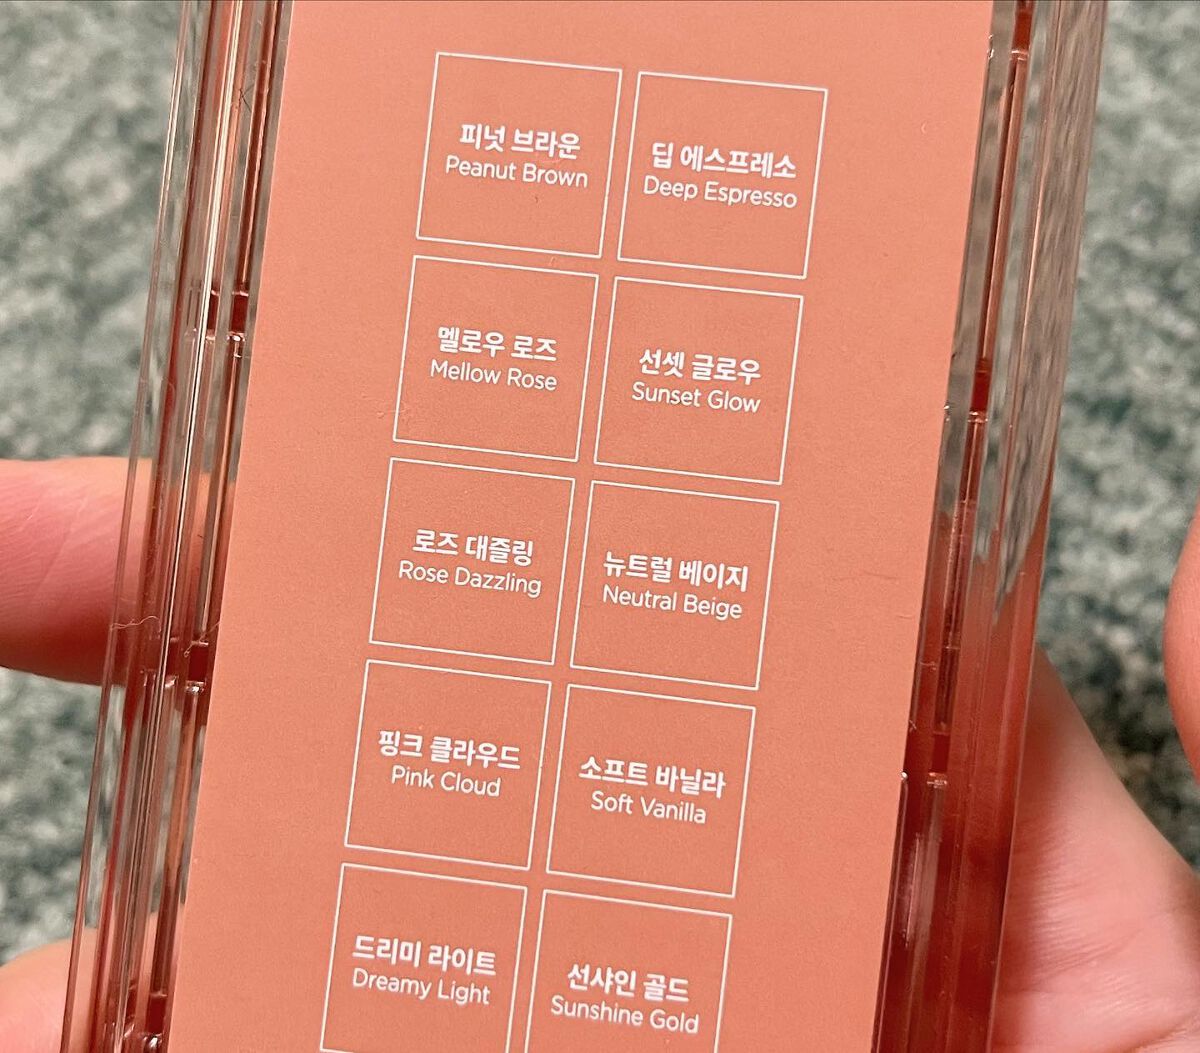 피넛 브라운
Peanut Brown
딥 에스프레소
Deep Espresso
멜로우 로즈
Mellow Rose
선셋 글로우
Sunset Glow
로즈 대즐링
Rose Dazzling
뉴트럴 베이지
Neutral Beige
핑크 클라우드
Pink Cloud
소프트 바닐라
Soft Vanilla
드리미 라이트
Dreamy Light
선샤인 골드
Sunshine Gold